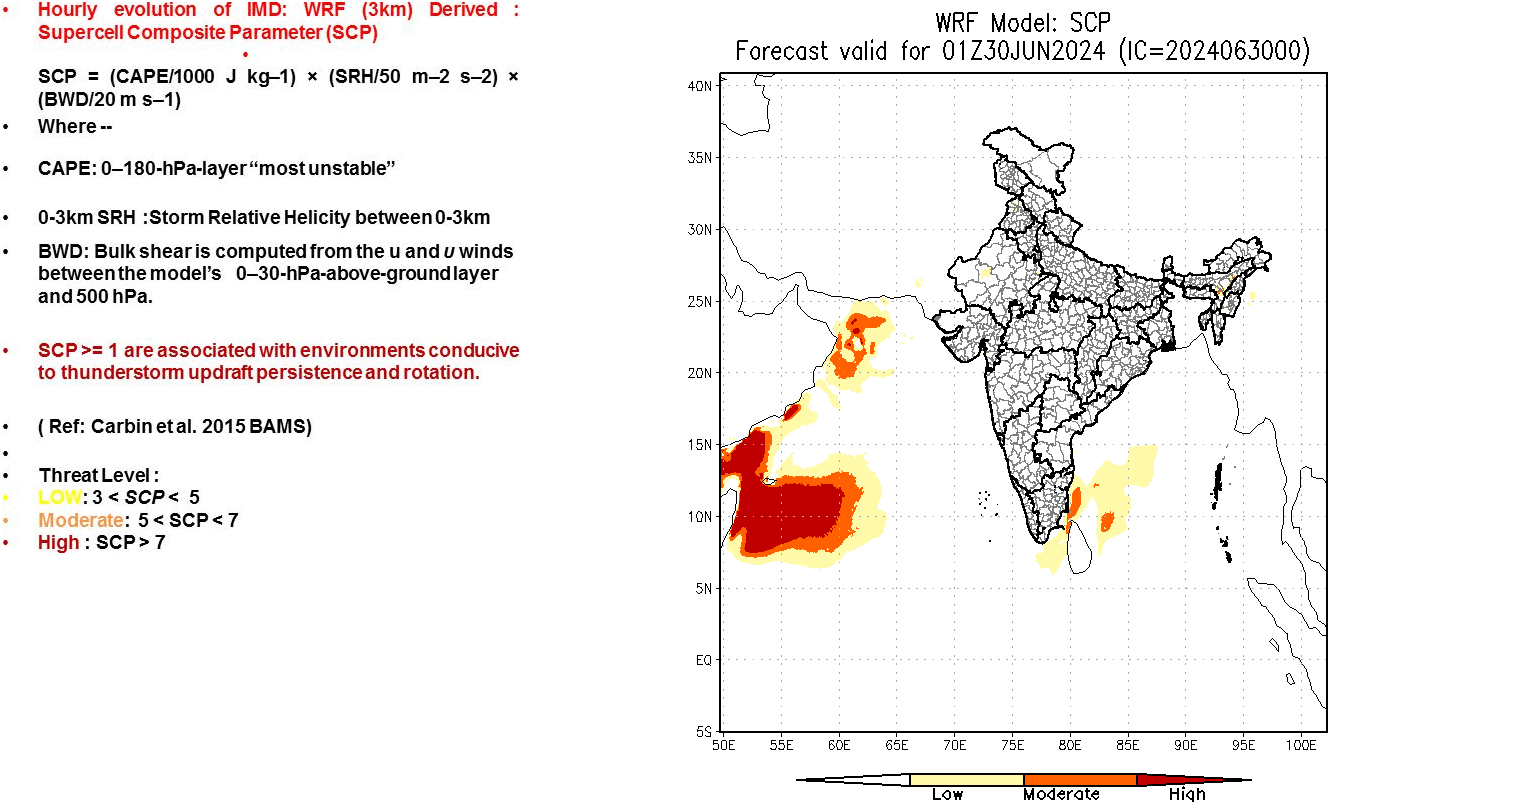 • Hourly evolution of IMD: WRF (3km) Derived :
Supercell Composite Parameter (SCP)
•
SCP = (CAPE/1000 J kg–1) × (SRH/50 m–2 s–2) ×
(BWD/20 m s–1)
• Where --
• CAPE: 0–180-hPa-layer “most unstable”
• 0-3km SRH :Storm Relative Helicity between 0-3km
• BWD: Bulk shear is computed from the u and υ winds
between the model’s 0–30-hPa-above-ground layer
and 500 hPa.
• SCP >= 1 are associated with environments conducive
to thunderstorm updraft persistence and rotation.
• ( Ref: Carbin et al. 2015 BAMS)
•
• Threat Level :
• LOW: 3 < SCP < 5
• Moderate: 5 < SCP < 7
• High : SCP > 7
WRF Model: SCP
Forecast valid for 01Z30JUN2024 (IC=2024063000)
40N
35N
30N
25N
20N
15N
10N
5N
EQ
5S
50E 55E 60E 65E 70E 75E 80E 85E 90E 95E 100E
Low Moderate High